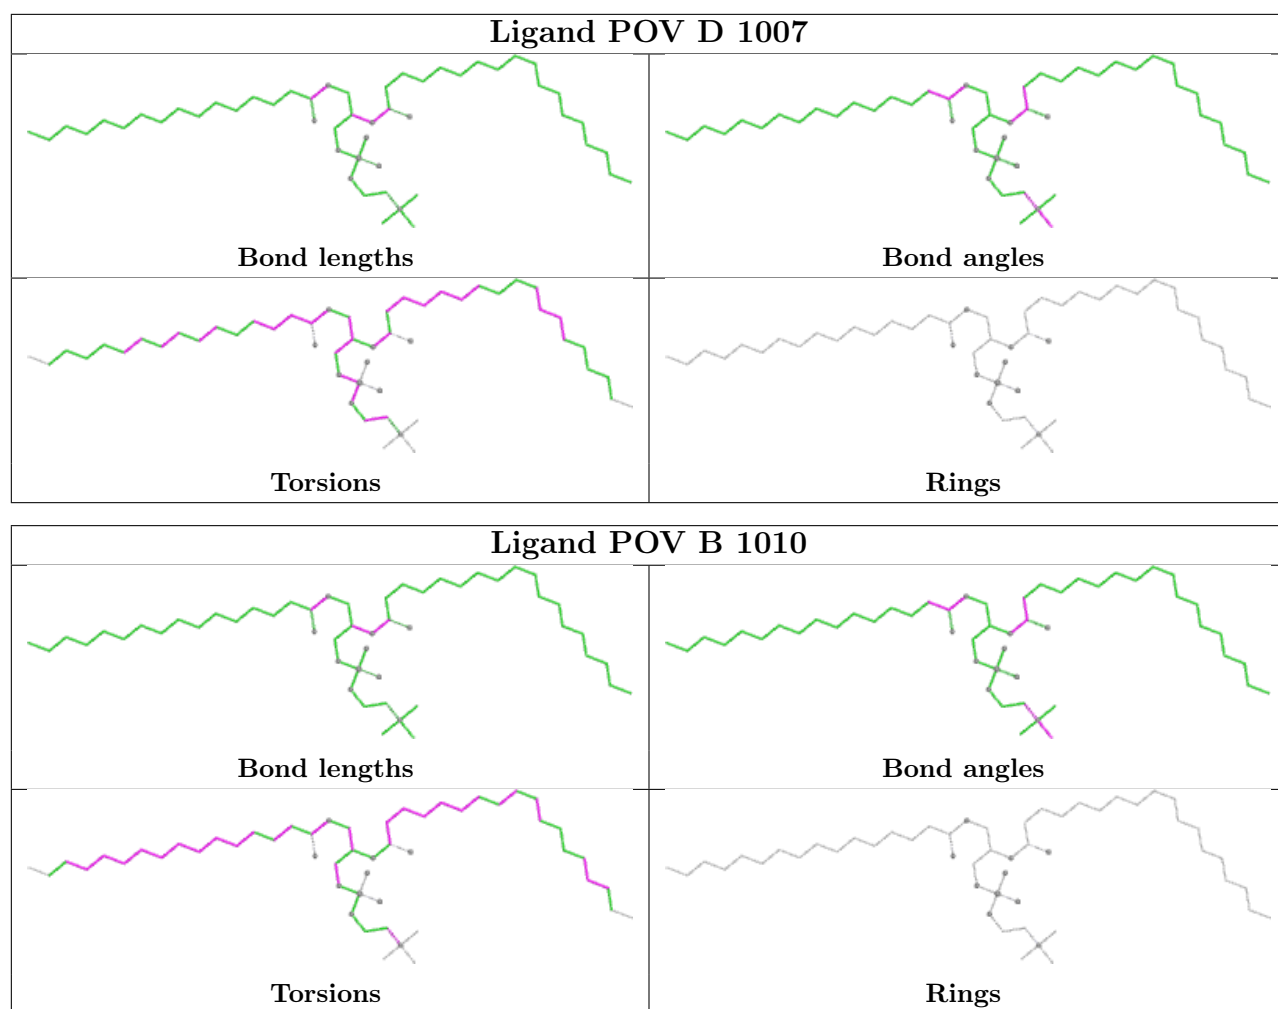 Ligand POV D 1007
Bond lengths
Bond angles
Torsions
Rings
Ligand POV B 1010
Bond lengths
Bond angles
Torsions
Rings